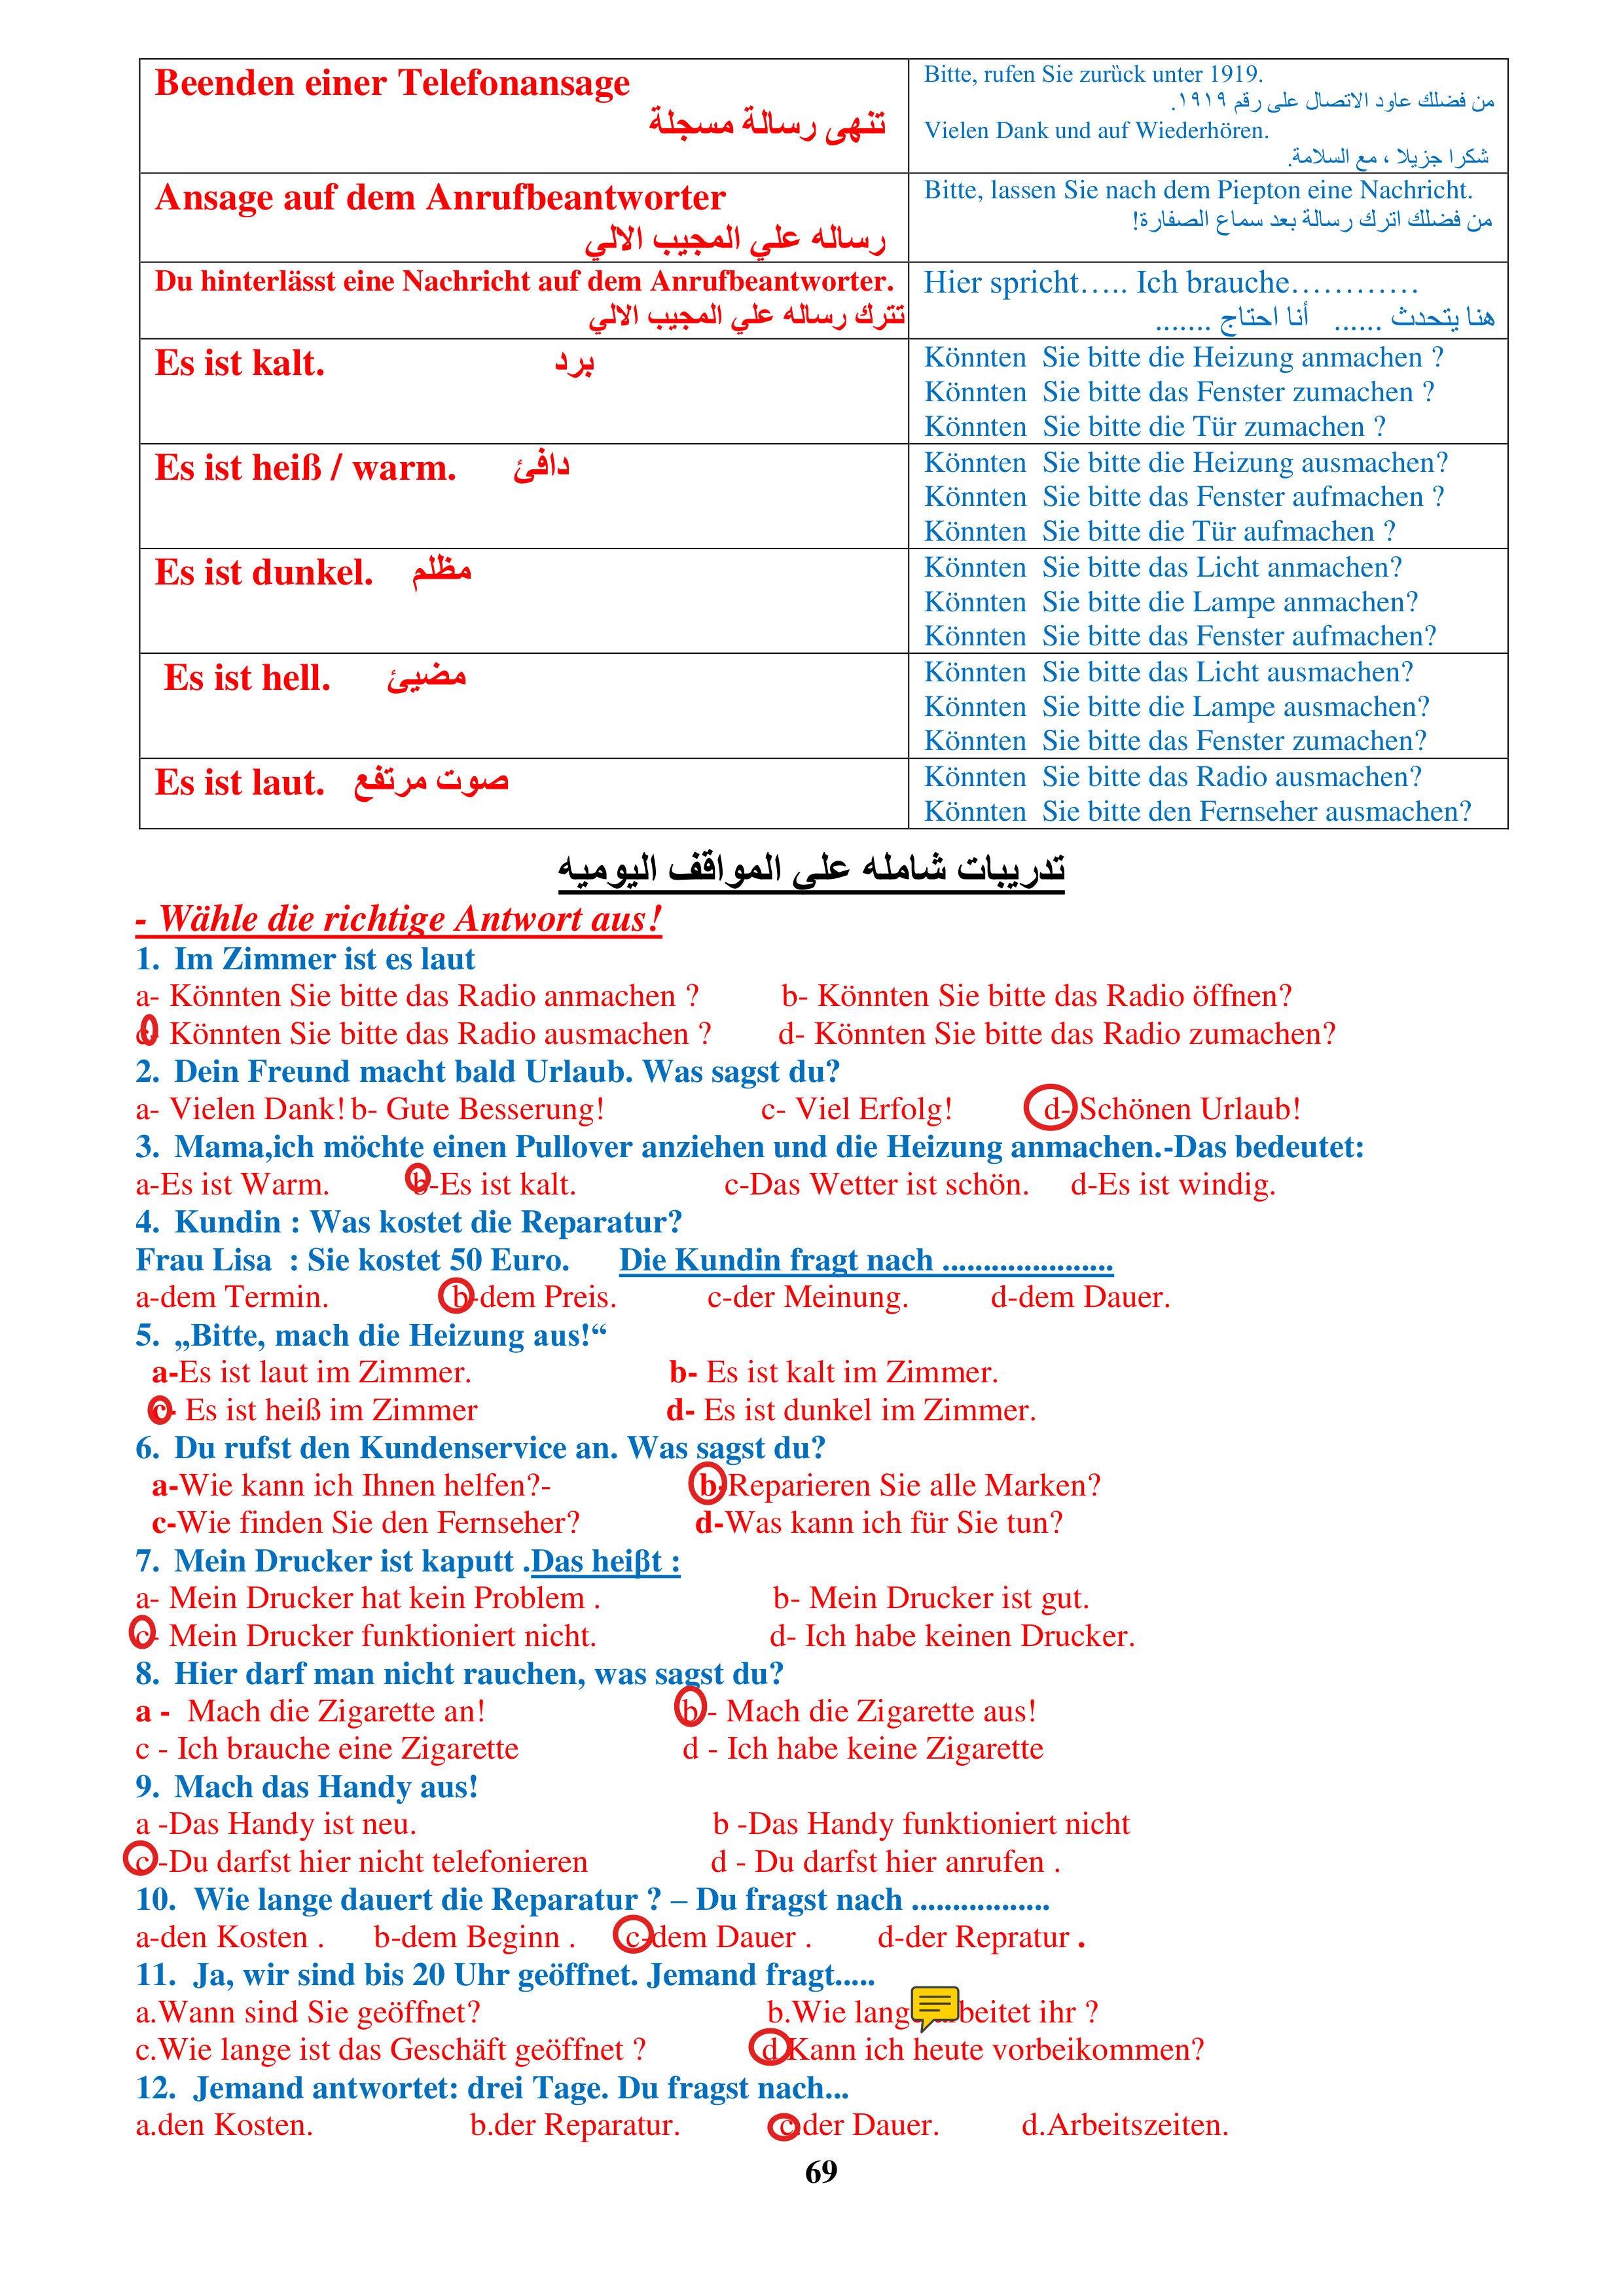 Beenden einer Telefonansage
تنهى رسالة مسجلة
Bitte, rufen Sie zurück unter 1919.
من فضلك عاود الاتصال على رقم ١٩١٩.
Vielen Dank und auf Wiederhören.
شكرا جزيلا ، مع السلامة.
Ansage auf dem Anrufbeantworter
رساله علي المجيب الالي
Bitte, lassen Sie nach dem Piepton eine Nachricht.
من فضلك اترك رسالة بعد سماع الصفارة!
Du hinterlässt eine Nachricht auf dem Anrufbeantworter.
تترك رساله علي المجيب الالي
Hier spricht….. Ich brauche…………
هنا يتحدث ...... أنا احتاج .......
Es ist kalt. برد
Könnten Sie bitte die Heizung anmachen ?
Könnten Sie bitte das Fenster zumachen ?
Könnten Sie bitte die Tür zumachen ?
Es ist heiß / warm. دافئ
Könnten Sie bitte die Heizung ausmachen?
Könnten Sie bitte das Fenster aufmachen ?
Könnten Sie bitte die Tür aufmachen ?
Es ist dunkel. مظلم
Könnten Sie bitte das Licht anmachen?
Könnten Sie bitte die Lampe anmachen?
Könnten Sie bitte das Fenster aufmachen?
Es ist hell. مضيئ
Könnten Sie bitte das Licht ausmachen?
Könnten Sie bitte die Lampe ausmachen?
Könnten Sie bitte das Fenster zumachen?
Es ist laut. صوت مرتفع
Könnten Sie bitte das Radio ausmachen?
Könnten Sie bitte den Fernseher ausmachen?
تدريبات شامله علي المواقف اليوميه
- Wähle die richtige Antwort aus!
1. Im Zimmer ist es laut
a- Könnten Sie bitte das Radio anmachen ? b- Könnten Sie bitte das Radio öffnen?
c- Könnten Sie bitte das Radio ausmachen ? d- Könnten Sie bitte das Radio zumachen?
2. Dein Freund macht bald Urlaub. Was sagst du?
a- Vielen Dank! b- Gute Besserung! c- Viel Erfolg! d- Schönen Urlaub!
3. Mama,ich möchte einen Pullover anziehen und die Heizung anmachen.-Das bedeutet:
a-Es ist Warm. b-Es ist kalt. c-Das Wetter ist schön. d-Es ist windig.
4. Kundin : Was kostet die Reparatur?
Frau Lisa : Sie kostet 50 Euro. Die Kundin fragt nach .....................
a-dem Termin. b-dem Preis. c-der Meinung. d-dem Dauer.
5. „Bitte, mach die Heizung aus!“
a-Es ist laut im Zimmer. b- Es ist kalt im Zimmer.
c- Es ist heiß im Zimmer d- Es ist dunkel im Zimmer.
6. Du rufst den Kundenservice an. Was sagst du?
a-Wie kann ich Ihnen helfen?- b-Reparieren Sie alle Marken?
c-Wie finden Sie den Fernseher? d-Was kann ich für Sie tun?
7. Mein Drucker ist kaputt .Das heißt :
a- Mein Drucker hat kein Problem . b- Mein Drucker ist gut.
c- Mein Drucker funktioniert nicht. d- Ich habe keinen Drucker.
8. Hier darf man nicht rauchen, was sagst du?
a - Mach die Zigarette an! b - Mach die Zigarette aus!
c - Ich brauche eine Zigarette d - Ich habe keine Zigarette
9. Mach das Handy aus!
a -Das Handy ist neu. b -Das Handy funktioniert nicht
c -Du darfst hier nicht telefonieren d - Du darfst hier anrufen .
10. Wie lange dauert die Reparatur ? – Du fragst nach .................
a-den Kosten . b-dem Beginn . c-dem Dauer . d-der Repratur .
11. Ja, wir sind bis 20 Uhr geöffnet. Jemand fragt.....
a.Wann sind Sie geöffnet? b.Wie lange arbeitet ihr ?
c.Wie lange ist das Geschäft geöffnet ? d.Kann ich heute vorbeikommen?
12. Jemand antwortet: drei Tage. Du fragst nach...
a.den Kosten. b.der Reparatur. c.der Dauer. d.Arbeitszeiten.
69